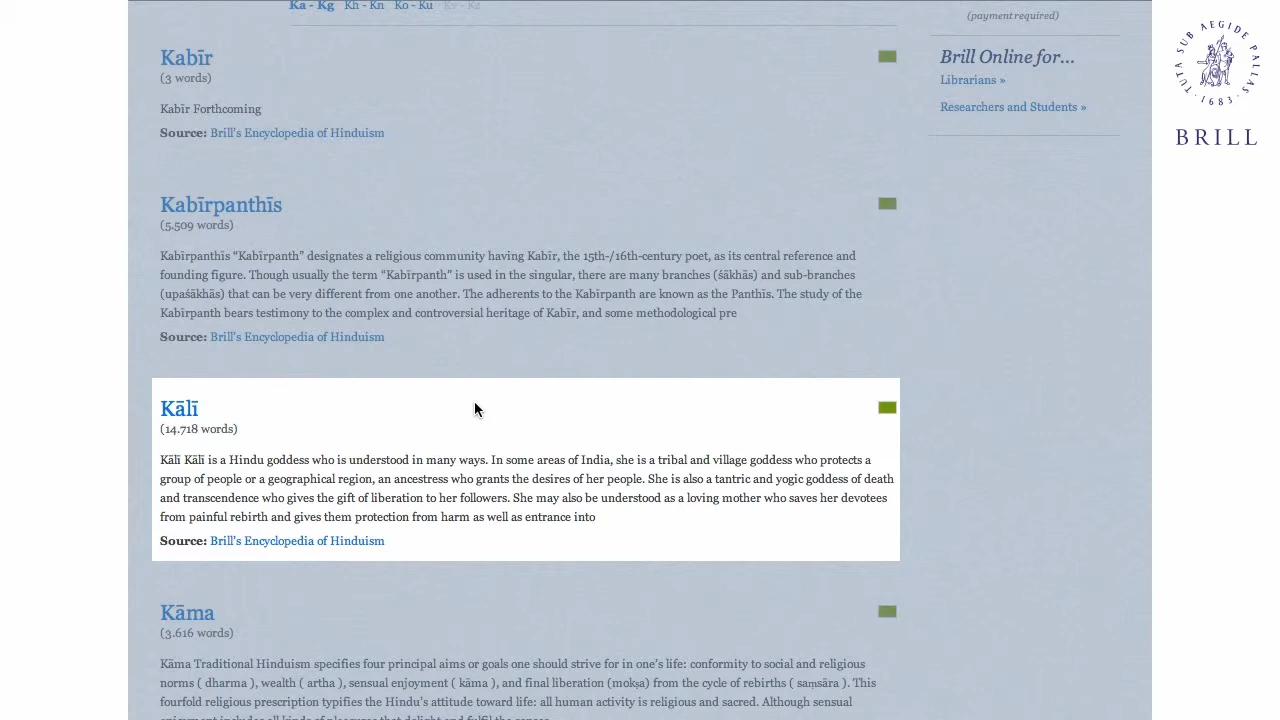 Ka - Kg Kh - Kn Ko - Ku Kv - Kz
(payment required)
Kabīr
(3 words)
Kabīr Forthcoming
Source: Brill's Encyclopedia of Hinduism
Brill Online for...
Librarians »
Researchers and Students »
TUTA SUB AEGIDE PALLAS
· 1683 ·
BRILL
Kabīrpanthīs
(5,509 words)
Kabīrpanthīs “Kabīrpanth” designates a religious community having Kabīr, the 15th-/16th-century poet, as its central reference and
founding figure. Though usually the term “Kabīrpanth” is used in the singular, there are many branches (śākhās) and sub-branches
(upaśākhās) that can be very different from one another. The adherents to the Kabīrpanth are known as the Panthīs. The study of the
Kabīrpanth bears testimony to the complex and controversial heritage of Kabīr, and some methodological pre
Source: Brill's Encyclopedia of Hinduism
Kālī
(14,718 words)
Kālī Kālī is a Hindu goddess who is understood in many ways. In some areas of India, she is a tribal and village goddess who protects a
group of people or a geographical region, an ancestress who grants the desires of her people. She is also a tantric and yogic goddess of death
and transcendence who gives the gift of liberation to her followers. She may also be understood as a loving mother who saves her devotees
from painful rebirth and gives them protection from harm as well as entrance into
Source: Brill's Encyclopedia of Hinduism
Kāma
(3,616 words)
Kāma Traditional Hinduism specifies four principal aims or goals one should strive for in one's life: conformity to social and religious
norms ( dharma ), wealth ( artha ), sensual enjoyment ( kāma ), and final liberation (mokṣa) from the cycle of rebirths ( saṃsāra ). This
fourfold religious prescription typifies the Hindu's attitude toward life: all human activity is religious and sacred. Although sensual